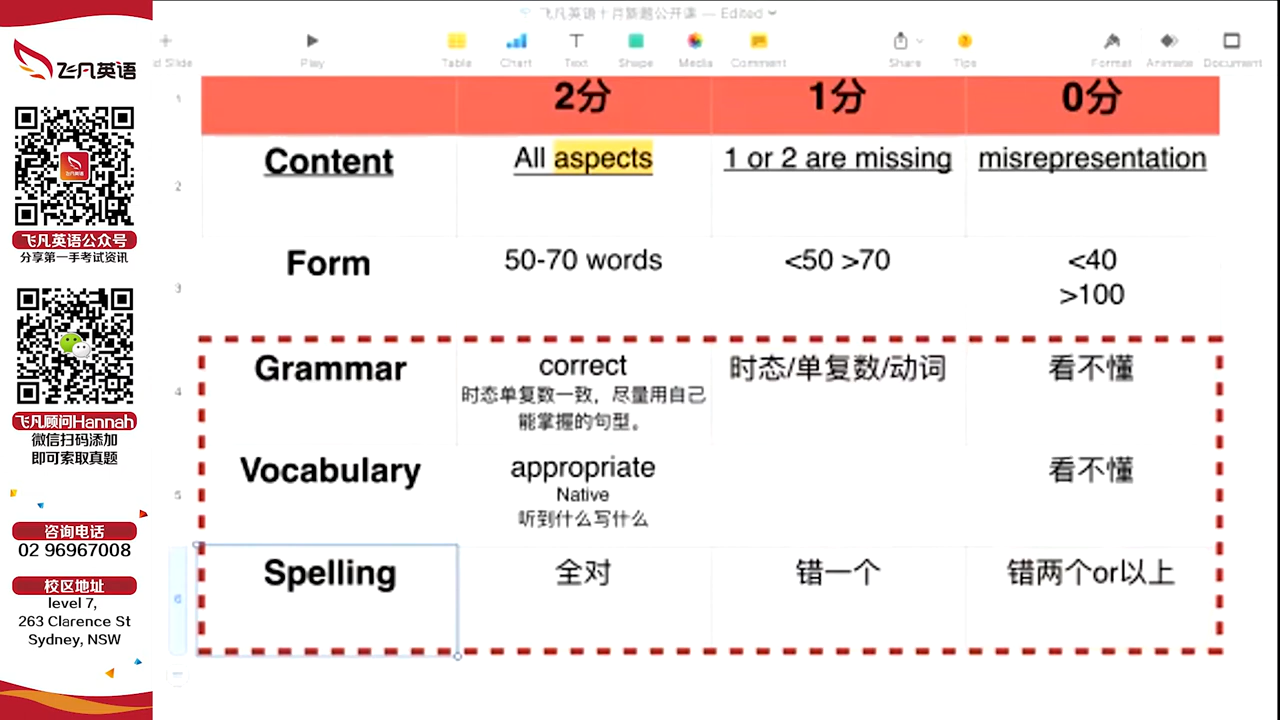 飞凡英语十月新题公开课 — Edited
Play
Table
Chart
Text
Shape
Media
Comment
Share
Tips
Format
Animate
Document
飞凡英语
飞凡英语公众号
分享第一手考试资讯
飞凡顾问Hannah
微信扫码添加
即可索取真题
咨询电话
02 96967008
校区地址
level 7,
263 Clarence St
Sydney, NSW
1
2分
1分
0分
2
Content
All aspects
1 or 2 are missing
misrepresentation
3
Form
50-70 words
<50 >70
<40
>100
4
Grammar
correct
时态单复数一致，尽量用自己
能掌握的句型。
时态/单复数/动词
看不懂
5
Vocabulary
appropriate
Native
听到什么写什么
看不懂
6
Spelling
全对
错一个
错两个or以上